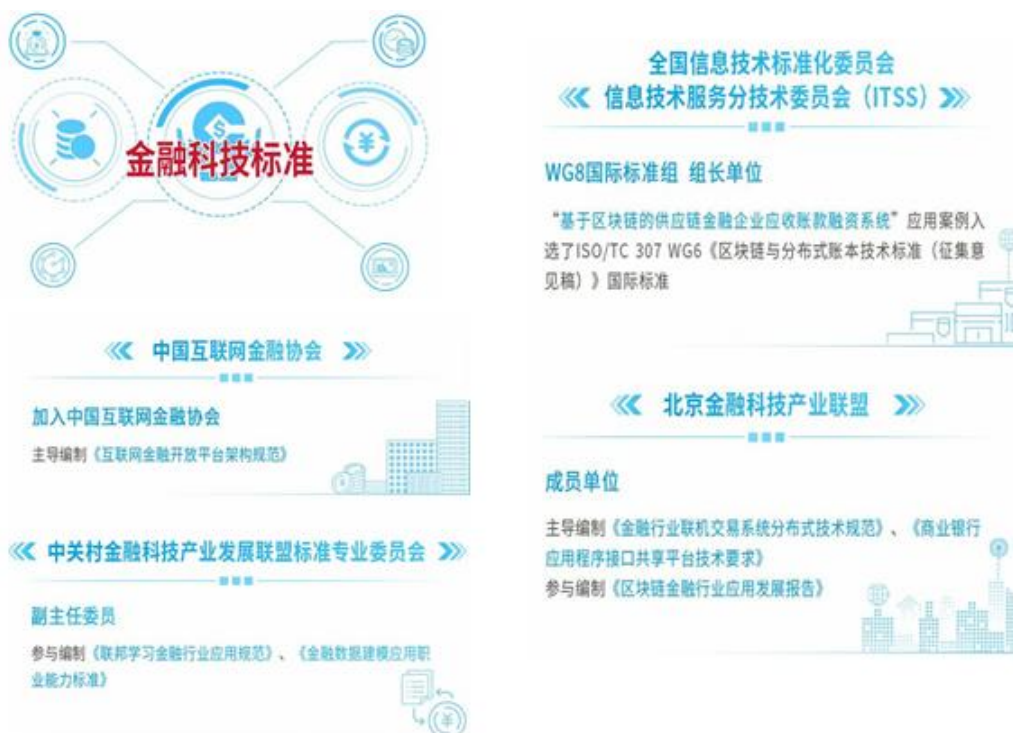 金融科技标准
中国互联网金融协会
加入中国互联网金融协会
主导编制《互联网金融开放平台架构规范》
中关村金融科技产业发展联盟标准专业委员会
副主任委员
参与编制《联邦学习金融行业应用规范》、《金融数据建模应用职
业能力标准》
全国信息技术标准化委员会
信息技术服务分技术委员会（ITSS）
WG8国际标准组 组长单位
“基于区块链的供应链金融企业应收账款融资系统”应用案例入
选了ISO/TC 307 WG6《区块链与分布式账本技术标准（征集意
见稿）》国际标准
北京金融科技产业联盟
成员单位
主导编制《金融行业联机交易系统分布式技术规范》、《商业银行
应用程序接口共享平台技术要求》
参与编制《区块链金融行业应用发展报告》